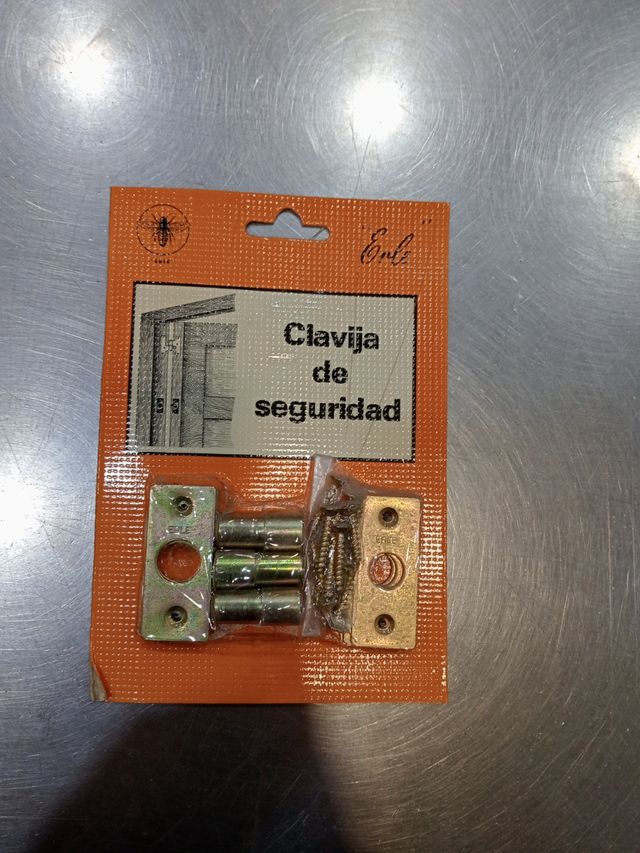 "Erle"
Clavija
de
seguridad
ERLE
ERLE